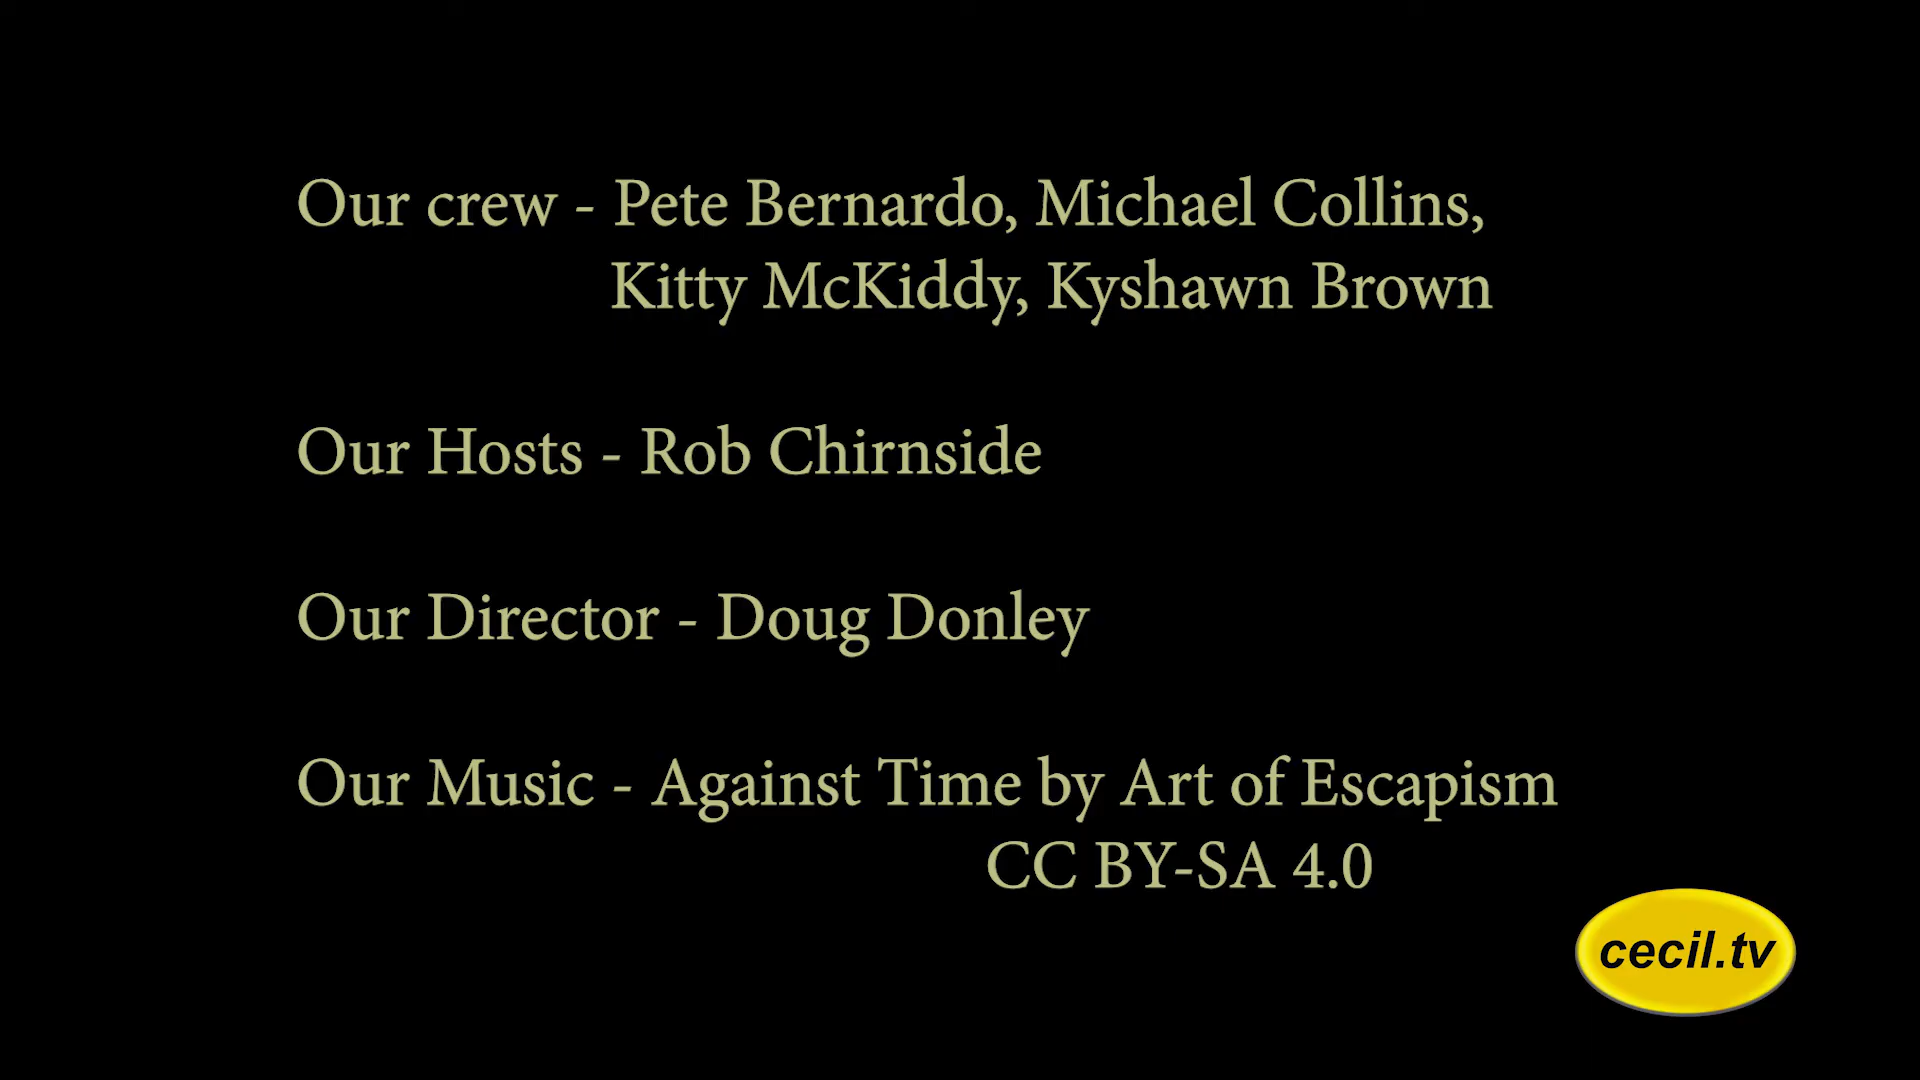 Our crew - Pete Bernardo, Michael Collins,
Kitty McKiddy, Kyshawn Brown
Our Hosts - Rob Chirnside
Our Director - Doug Donley
Our Music - Against Time by Art of Escapism
CC BY-SA 4.0
cecil.tv